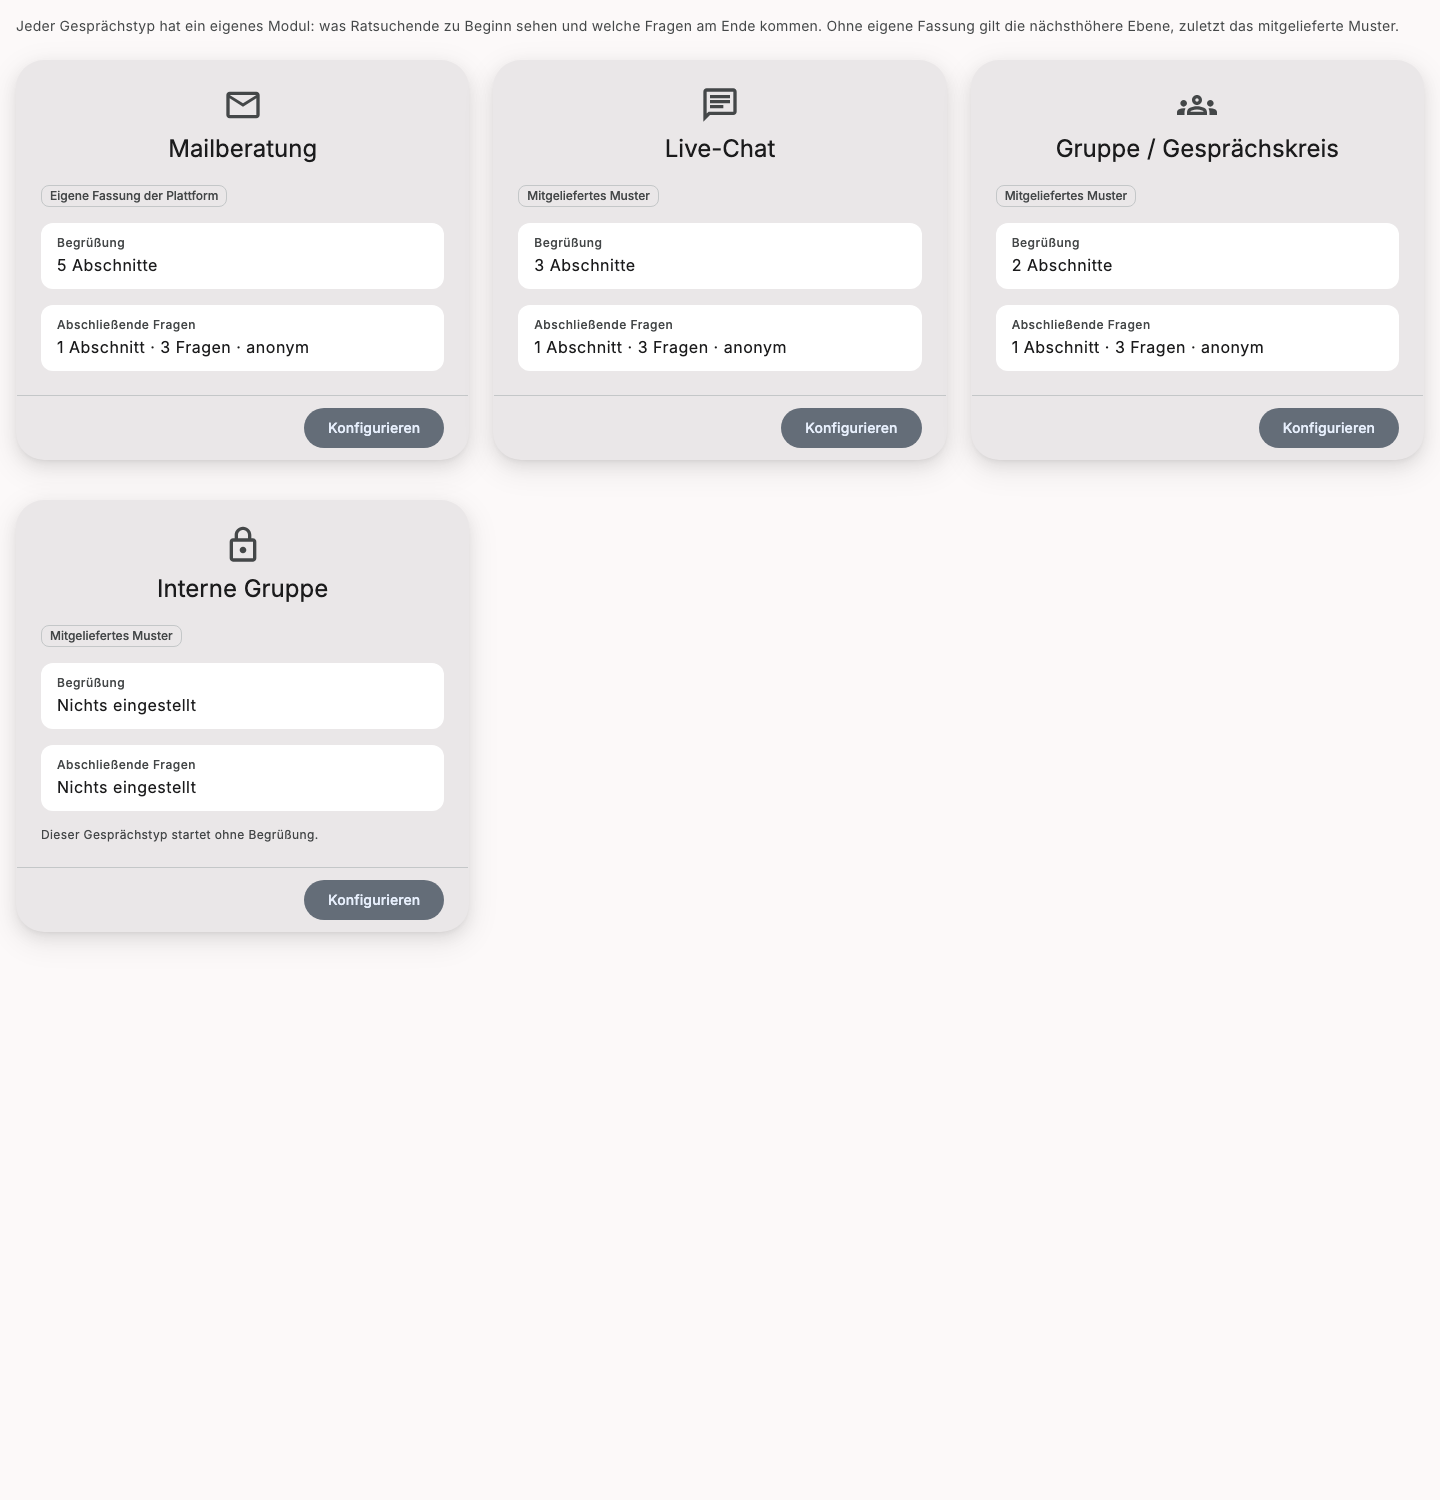 Jeder Gesprächstyp hat ein eigenes Modul: was Ratsuchende zu Beginn sehen und welche Fragen am Ende kommen. Ohne eigene Fassung gilt die nächsthöhere Ebene, zuletzt das mitgelieferte Muster.
Mailberatung
Eigene Fassung der Plattform
Begrüßung
5 Abschnitte
Abschließende Fragen
1 Abschnitt · 3 Fragen · anonym
Konfigurieren
Live-Chat
Mitgeliefertes Muster
Begrüßung
3 Abschnitte
Abschließende Fragen
1 Abschnitt · 3 Fragen · anonym
Konfigurieren
Gruppe / Gesprächskreis
Mitgeliefertes Muster
Begrüßung
2 Abschnitte
Abschließende Fragen
1 Abschnitt · 3 Fragen · anonym
Konfigurieren
Interne Gruppe
Mitgeliefertes Muster
Begrüßung
Nichts eingestellt
Abschließende Fragen
Nichts eingestellt
Dieser Gesprächstyp startet ohne Begrüßung.
Konfigurieren